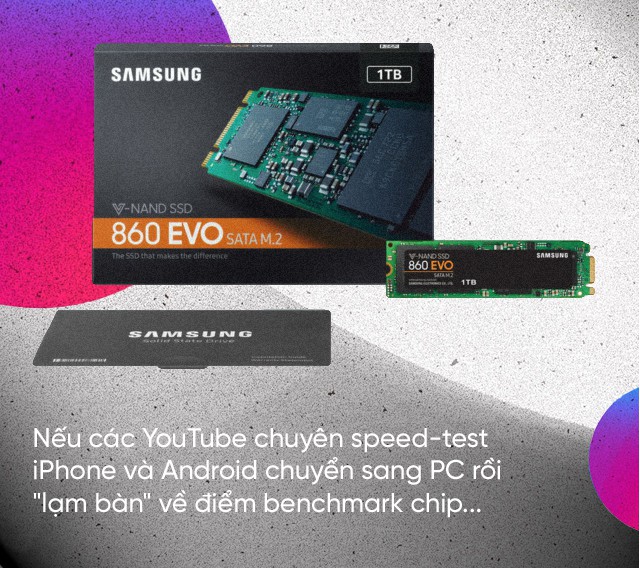 SAMSUNG
1TB
V-NAND SSD
860 EVO SATA M.2
The SSD that makes the difference
V-NAND SSD
860 EVO
SATA M.2
SAMSUNG
1TB
SAMSUNG
Solid State Drive
Nếu các YouTube chuyên speed-test
iPhone và Android chuyển sang PC rồi
"lạm bàn" về điểm benchmark chip...